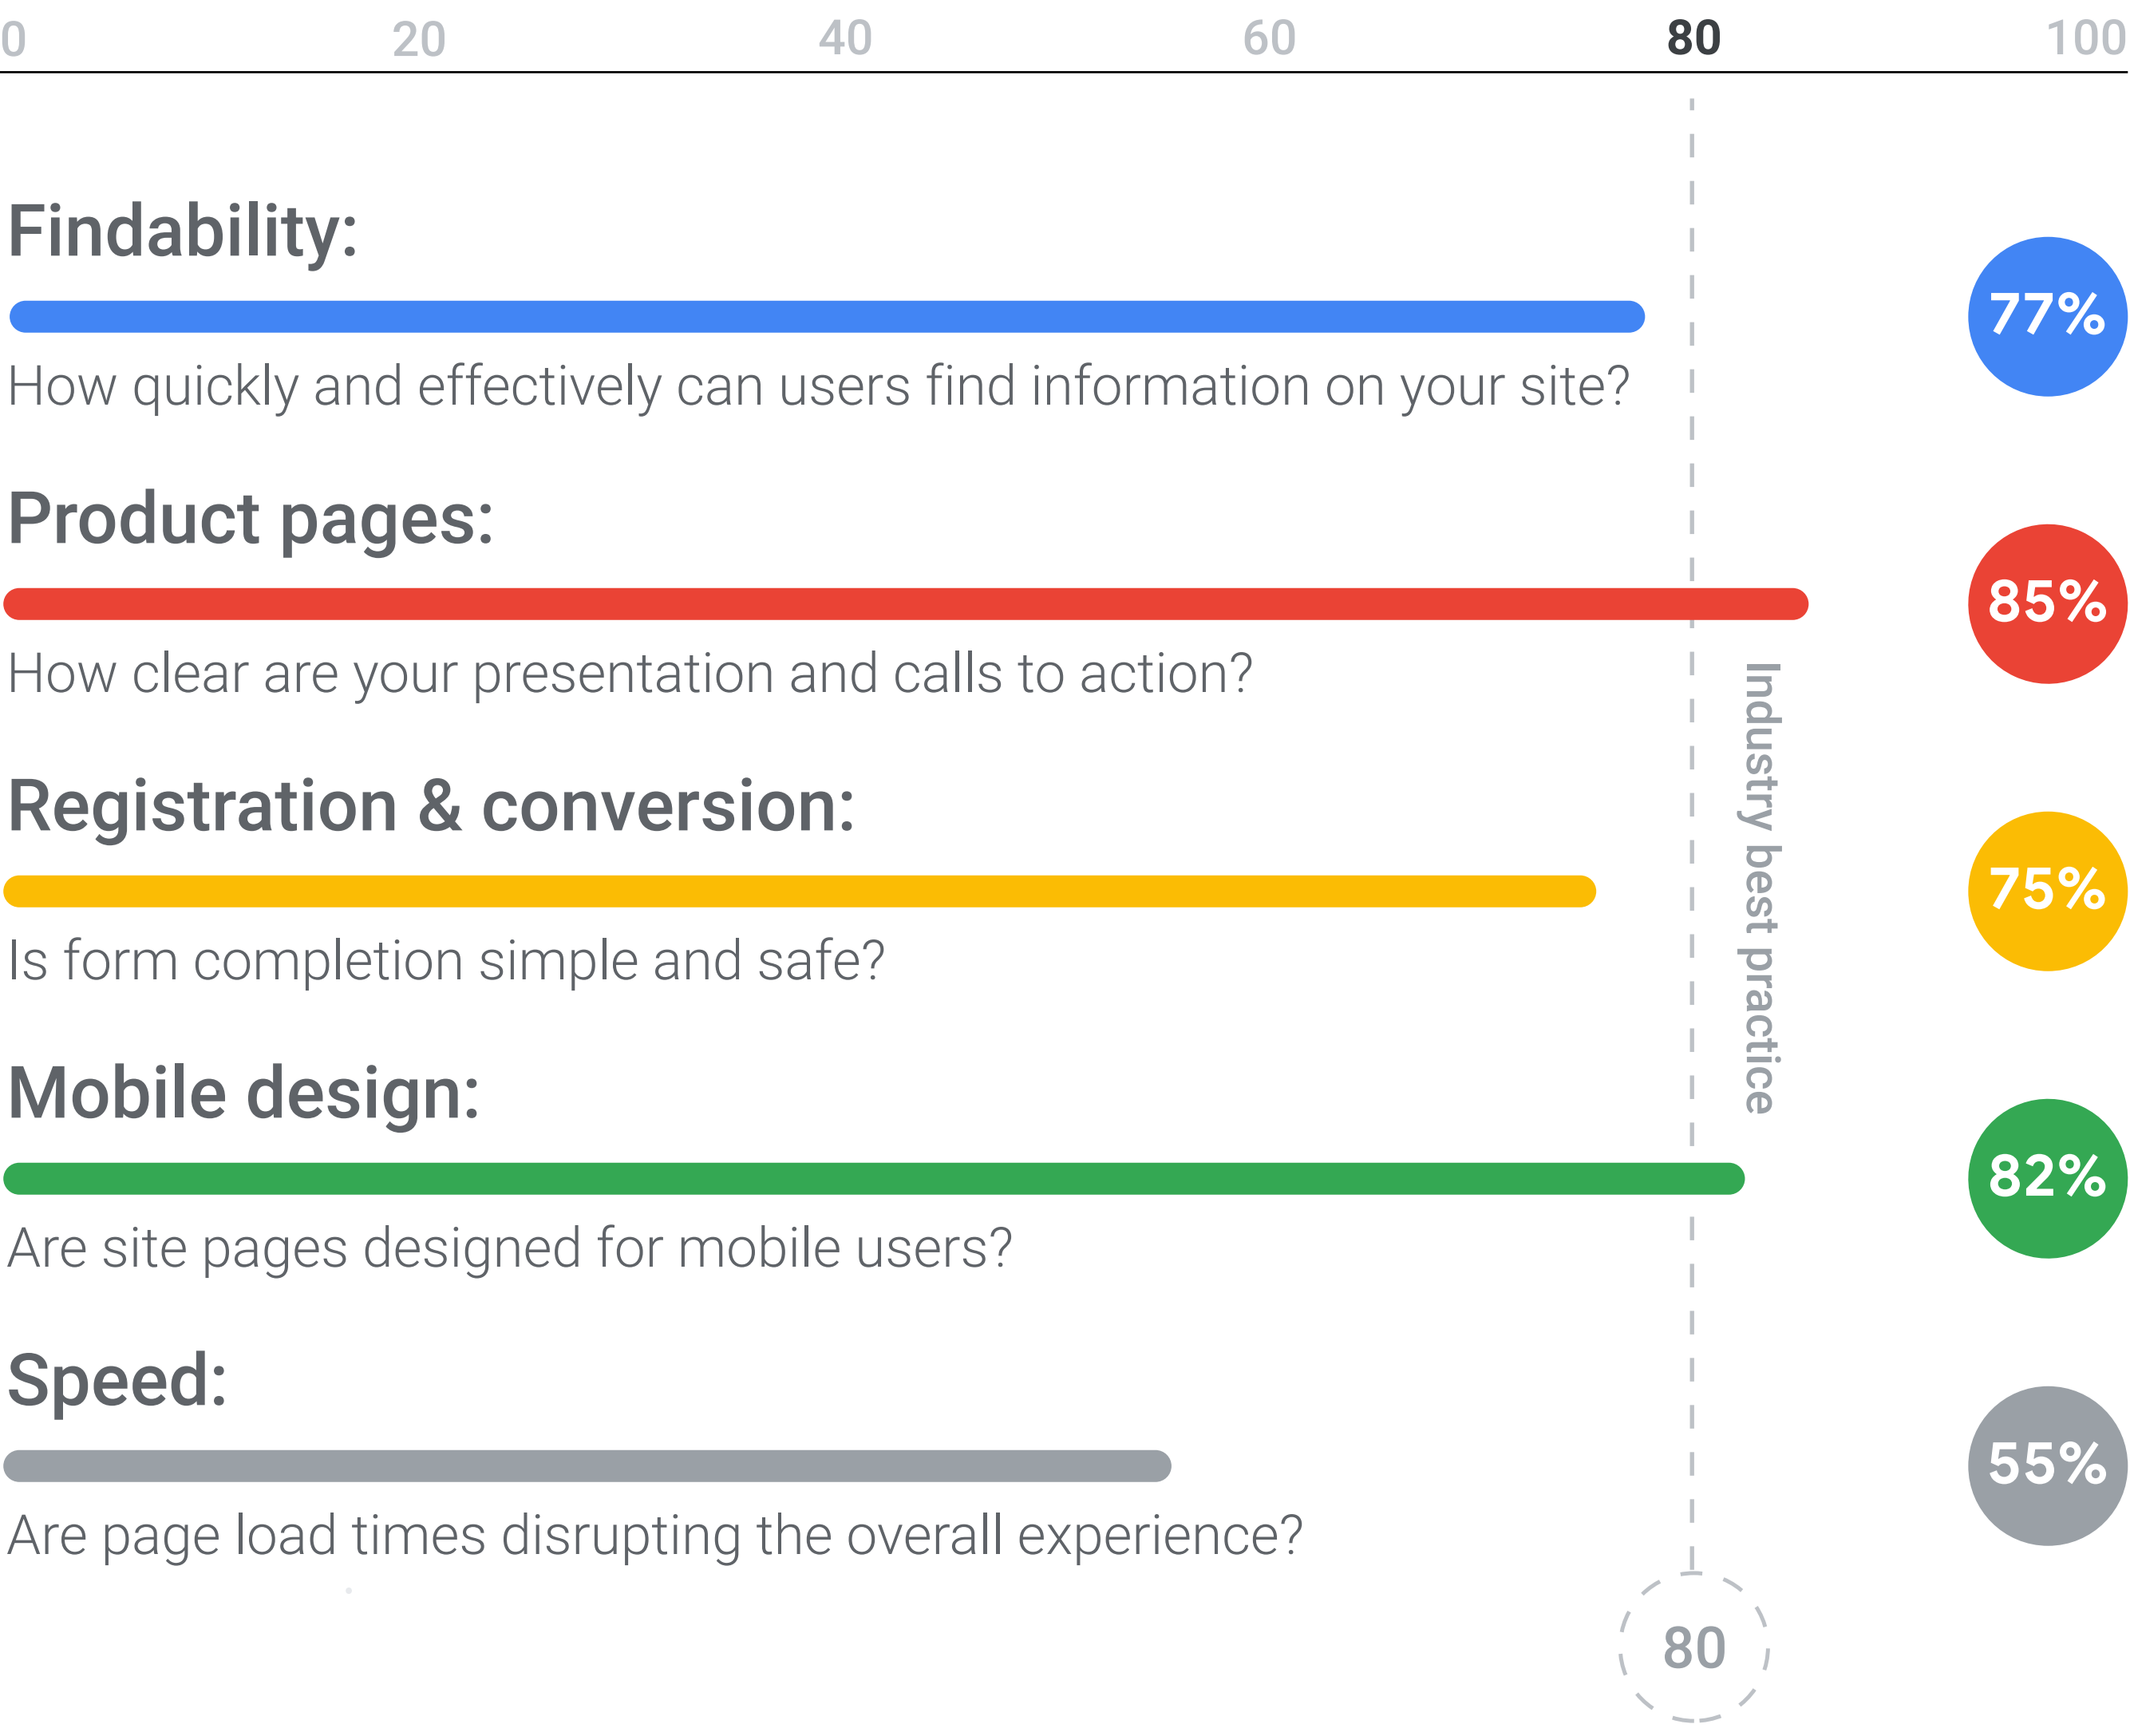 0 20 40 60 80 100
Findability:
77%
How quickly and effectively can users find information on your site?
Product pages:
85%
How clear are your presentation and calls to action?
Industry best practice
Registration & conversion:
75%
Is form completion simple and safe?
Mobile design:
82%
Are site pages designed for mobile users?
Speed:
55%
Are page load times disrupting the overall experience?
80